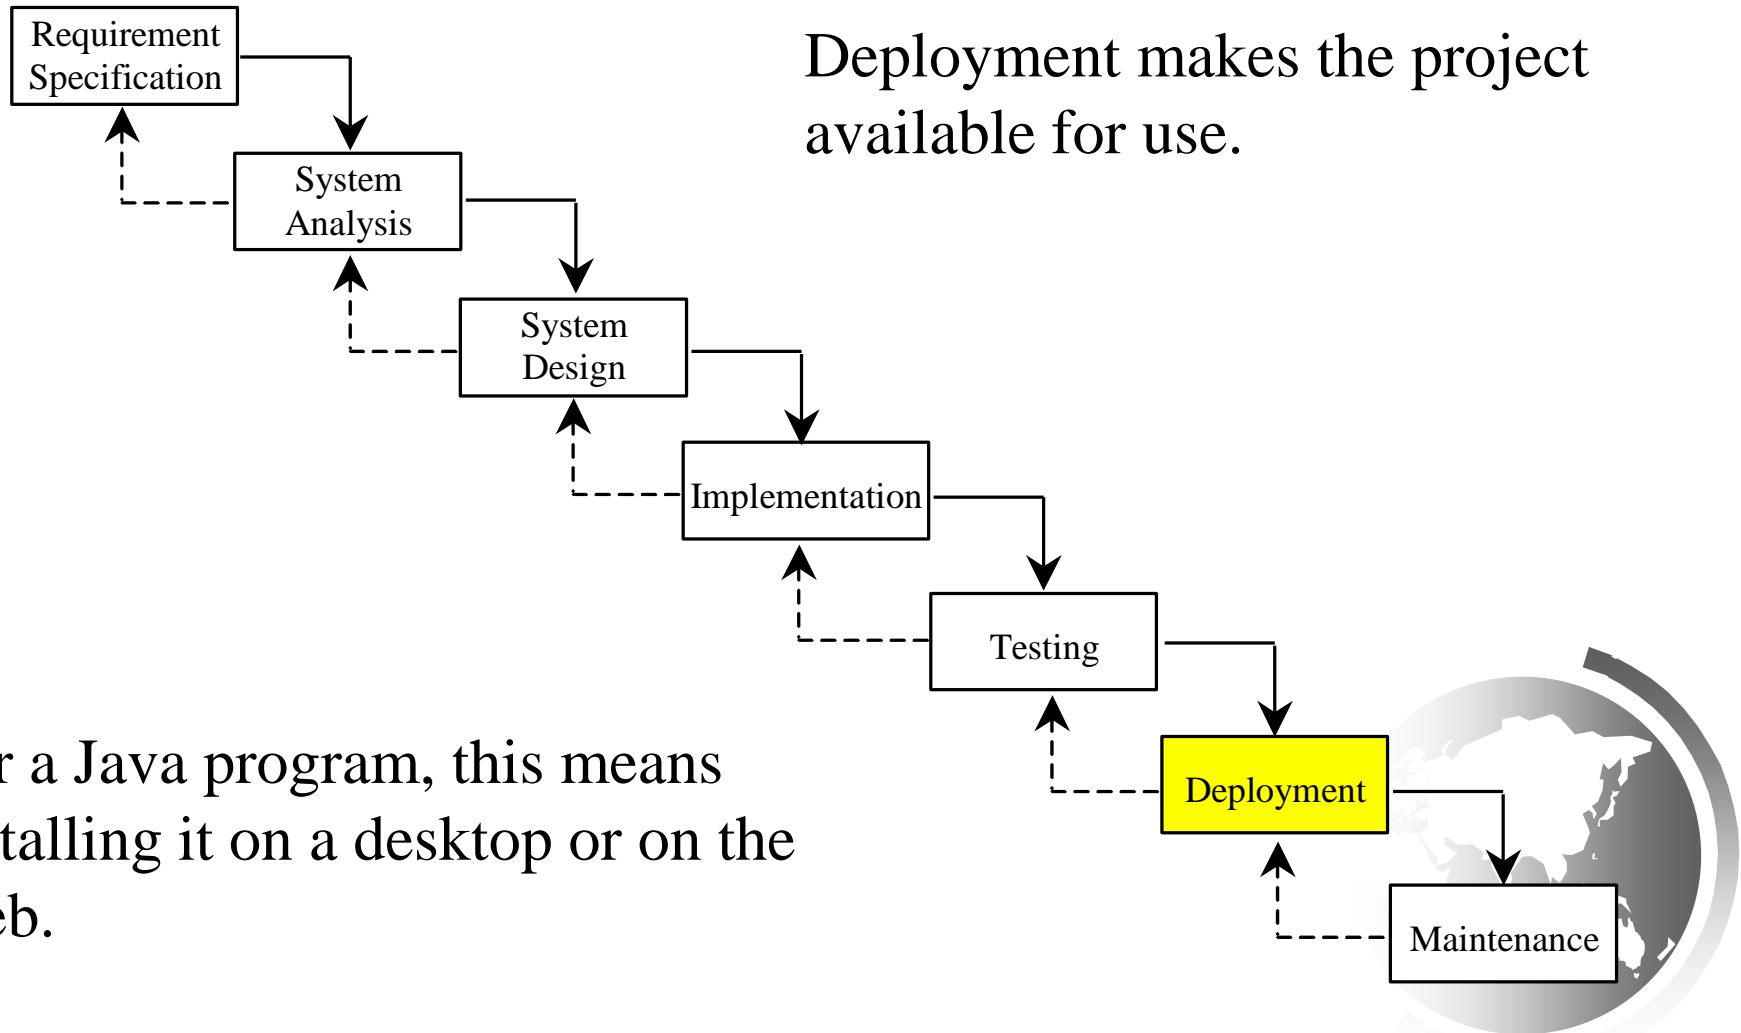 Requirement
Specification
Deployment makes the project
available for use.
System
Analysis
System
Design
Implementation
Testing
r a Java program, this means
Deployment
talling it on a desktop or on the
eb.
Maintenance